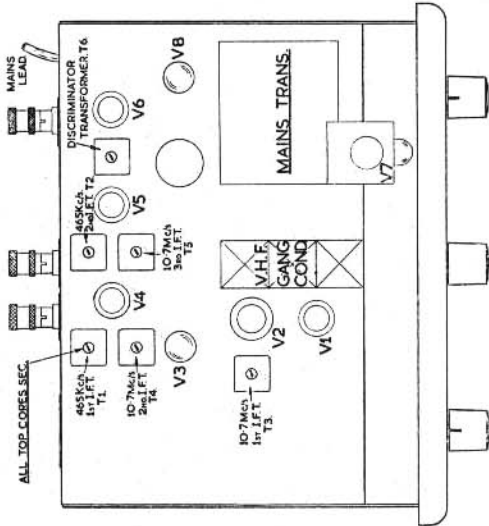 ALL TOP CORES SEC.
MAINS
LEAD.
465Kc/s
1ST I.F.T.
T1.
10·7Mc/s
2ND I.F.T.
T4.
V3
V4
465Kc/s
2ND I.F.T. T2.
10·7Mc/s
3RD I.F.T.
T5
V5
DISCRIMINATOR
TRANSFORMER.T6.
V6
V8
10·7Mc/s
1ST I.F.T.
T3.
V2
V1
V.H.F.
GANG
COND.
MAINS TRANS.
V7